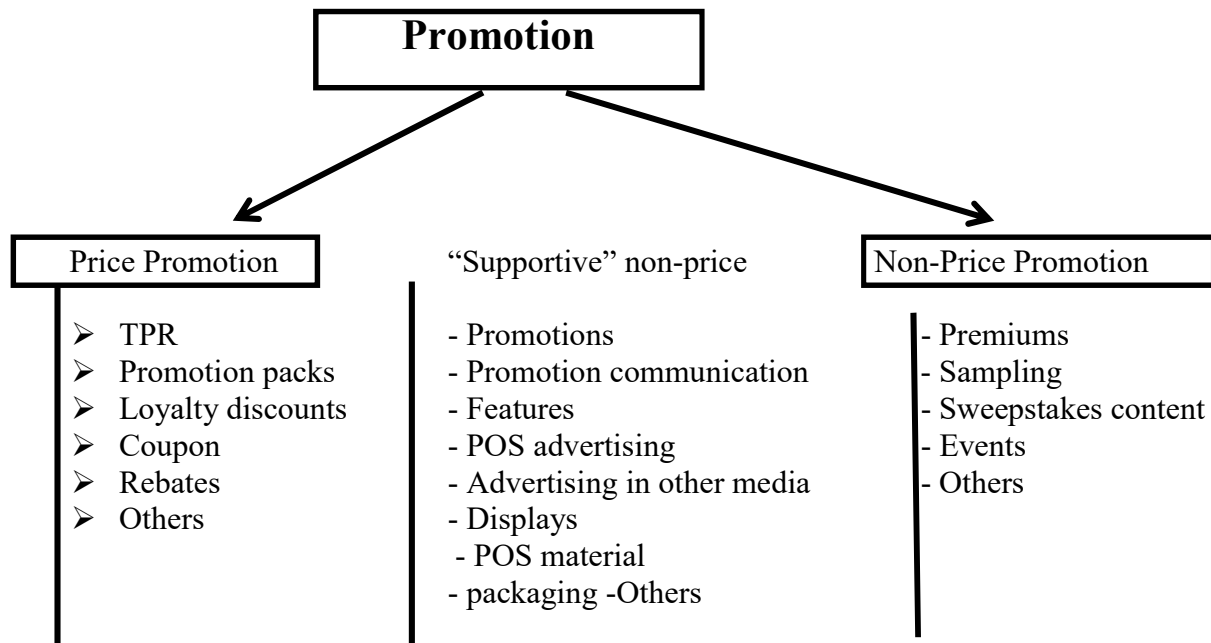 Promotion
Price Promotion
➢ TPR
➢ Promotion packs
➢ Loyalty discounts
➢ Coupon
➢ Rebates
➢ Others
“Supportive” non-price
- Promotions
- Promotion communication
- Features
- POS advertising
- Advertising in other media
- Displays
- POS material
- packaging -Others
Non-Price Promotion
- Premiums
- Sampling
- Sweepstakes content
- Events
- Others